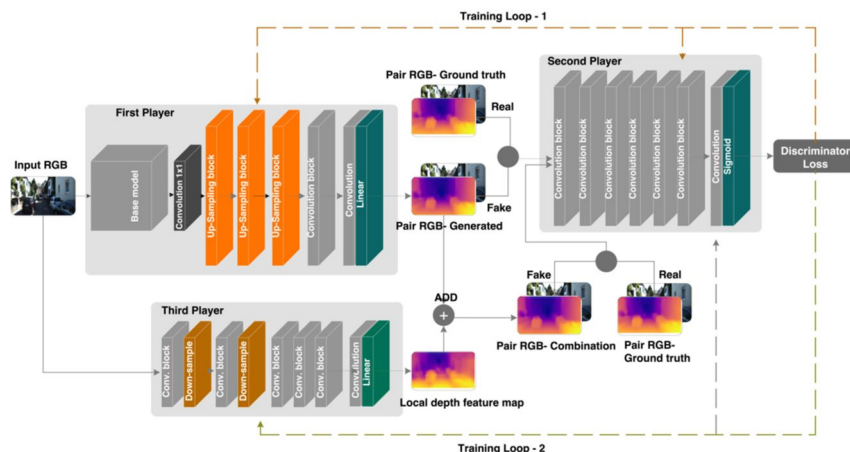 Training Loop - 1
Second Player
Pair RGB- Ground truth
First Player
Real
Input RGB
Base model
Convolution 1x1
Up-Sampling block
Up-Sampling block
Up-Sampling block
Convolution block
Convolution
Linear
Fake
Pair RGB- Generated
Convolution block
Convolution block
Convolution block
Convolution block
Convolution block
Convolution block
Convolution
Sigmoid
Discriminator
Loss
Third Player
Conv. block
Down-sample
Conv. block
Down-sample
Conv. block
Conv. block
Conv. block
Convolution
Linear
ADD
+
Local depth feature map
Fake
Real
Pair RGB- Combination
Pair RGB-
Ground truth
Training Loop - 2